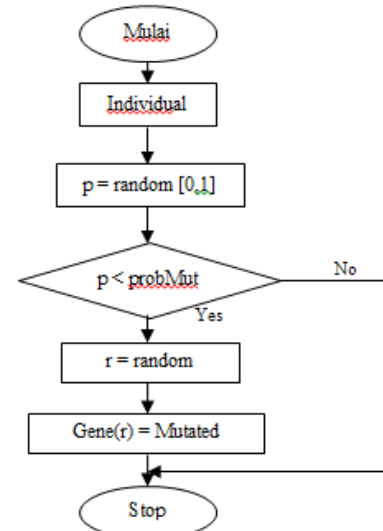 Mulai
Individual
p = random [0,1]
p < probMut
No
Yes
r = random
Gene(r) = Mutated
Stop